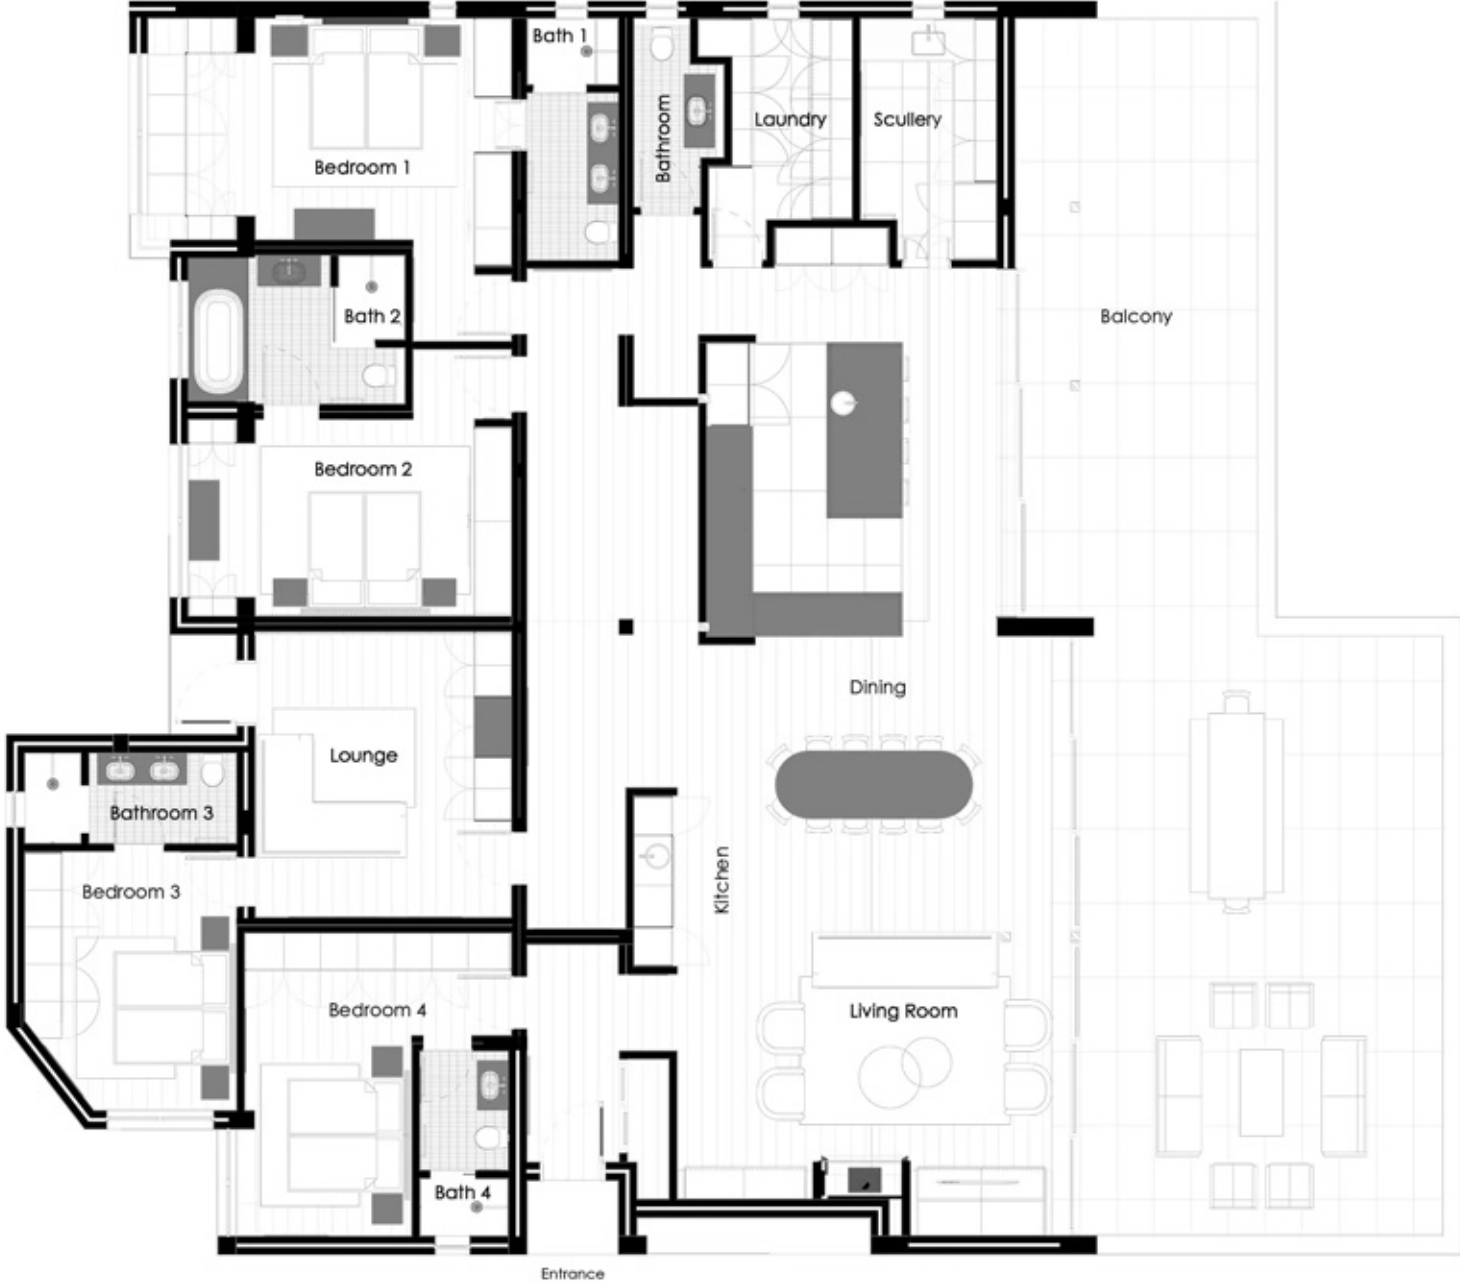 Bath 1
Bathroom
Laundry
Scullery
Bedroom 1
Bath 2
Balcony
Bedroom 2
Dining
Lounge
Bathroom 3
Kitchen
Bedroom 3
Bedroom 4
Living Room
Bath 4
Entrance